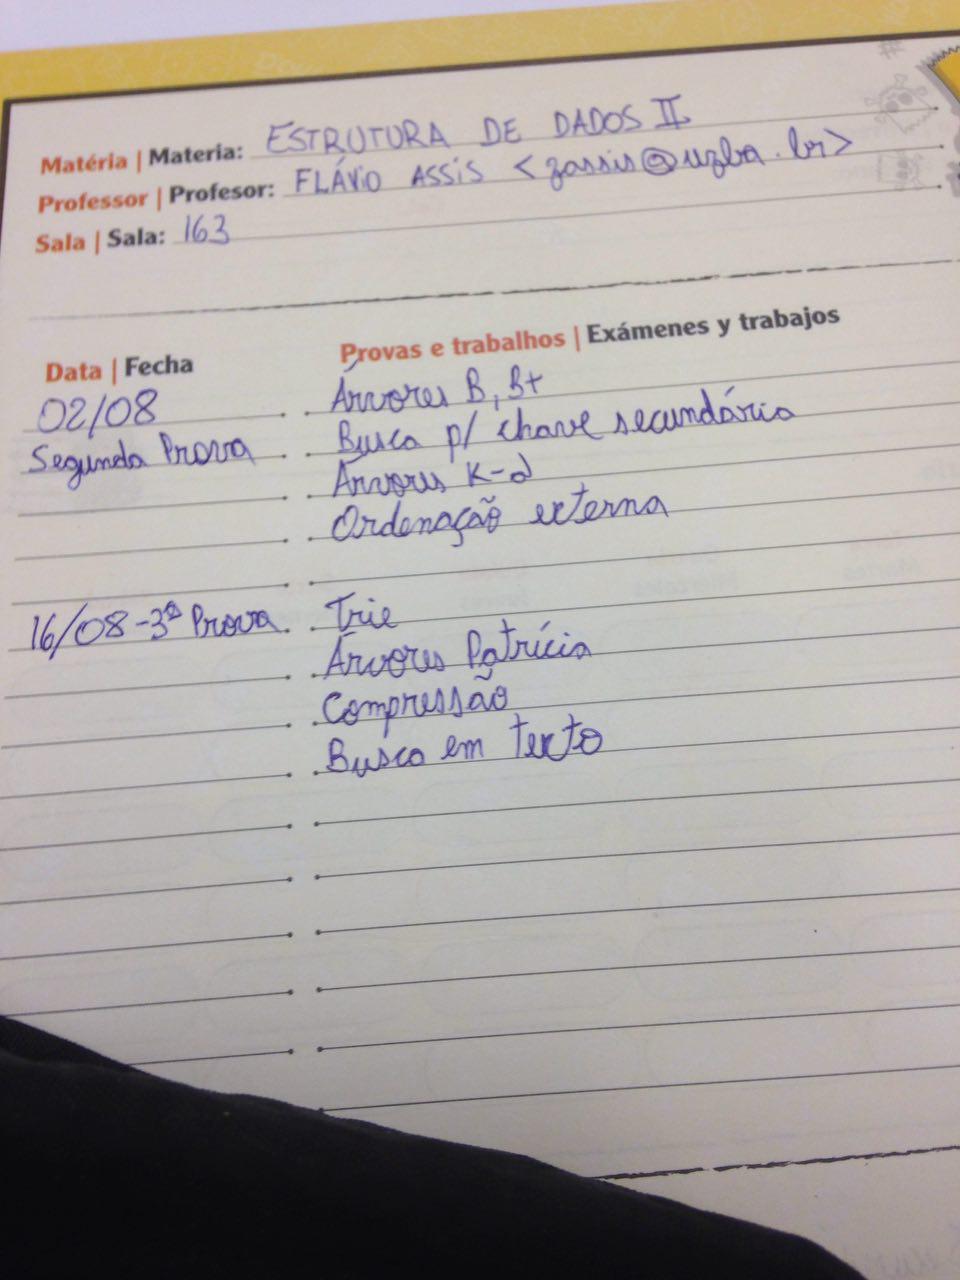 Matéria | Materia: ESTRUTURA DE DADOS II
Professor | Profesor: FLÁVIO ASSIS <fassis@ufba.br>
Sala | Sala: 163
Data | Fecha
Provas e trabalhos | Exámenes y trabajos
02/08
Árvores B, B+
Segunda Prova
Busca p/ chave secundária
Árvores K-d
Ordenação externa
16/08 - 3ª Prova
Trie
Árvores Patrícia
Compressão
Busca em texto